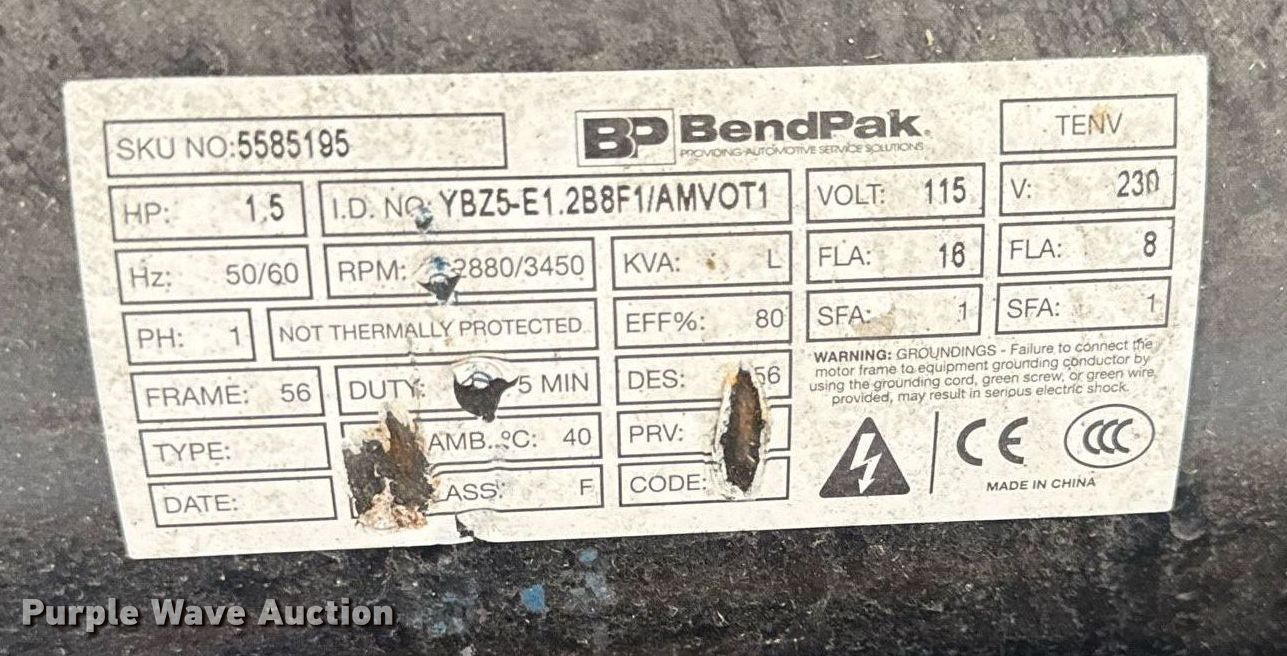 SKU NO:5585195
BP BendPak.
PROVIDING AUTOMOTIVE SERVICE SOLUTIONS
TENV
HP: 1.5
I.D. NO: YBZ5-E1.2B8F1/AMVOT1
VOLT: 115
V: 230
Hz: 50/60
RPM: 2880/3450
KVA: L
FLA: 16
FLA: 8
PH: 1
NOT THERMALLY PROTECTED
EFF%: 80
SFA: 1
SFA: 1
FRAME: 56
DUTY: 5 MIN
DES: 56
WARNING: GROUNDINGS - Failure to connect the
motor frame to equipment grounding conductor by
using the grounding cord, green screw, or green wire,
provided, may result in serious electric shock.
TYPE:
AMB.°C: 40
PRV:
DATE:
ASS: F
CODE:
CE
CCC
MADE IN CHINA
Purple Wave Auction